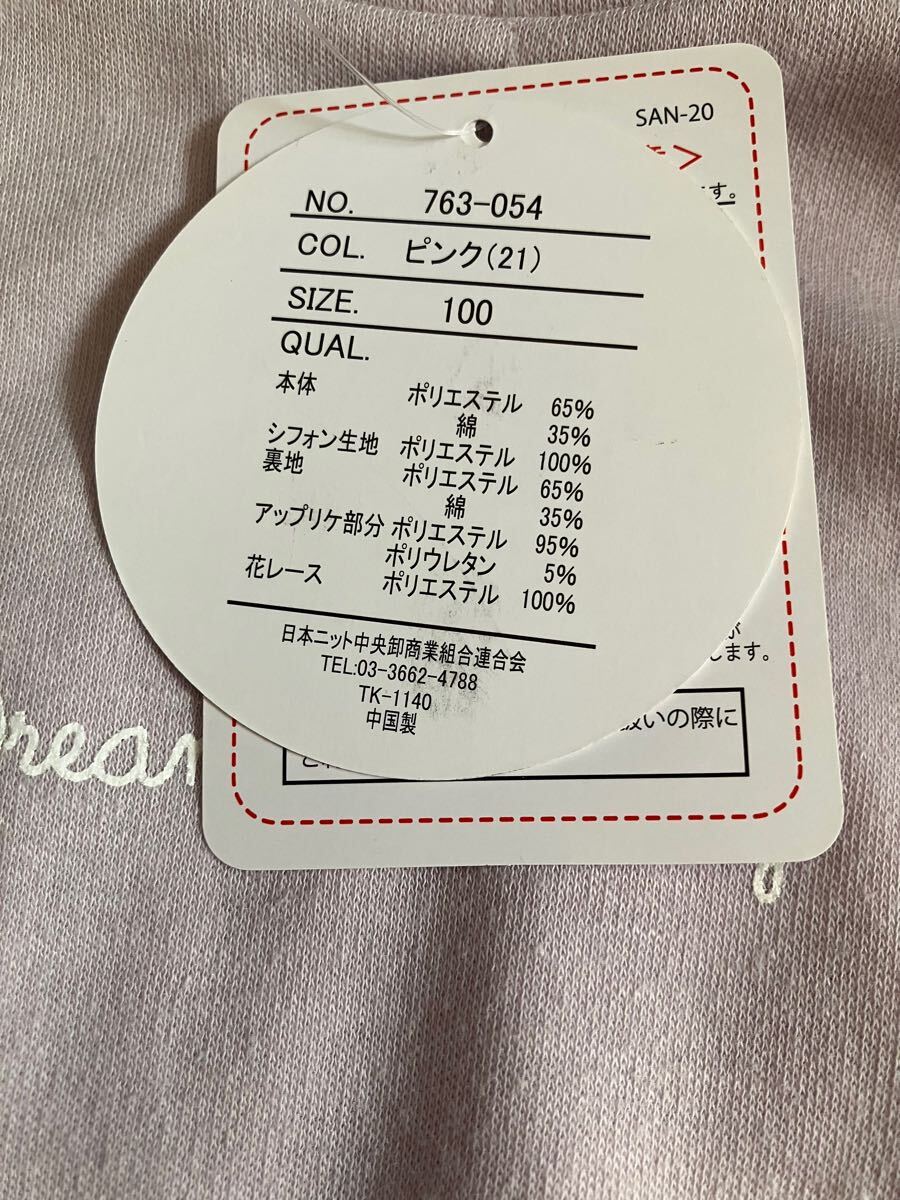 SAN-20
す。
NO. 763-054
COL. ピンク(21)
SIZE. 100
QUAL.
本体 ポリエステル 65%
綿 35%
シフォン生地 ポリエステル 100%
裏地 ポリエステル 65%
綿 35%
アップリケ部分 ポリエステル 95%
ポリウレタン 5%
花レース ポリエステル 100%
日本ニット中央卸商業組合連合会
TEL:03-3662-4788
TK-1140
中国製
が
します。
扱いの際に